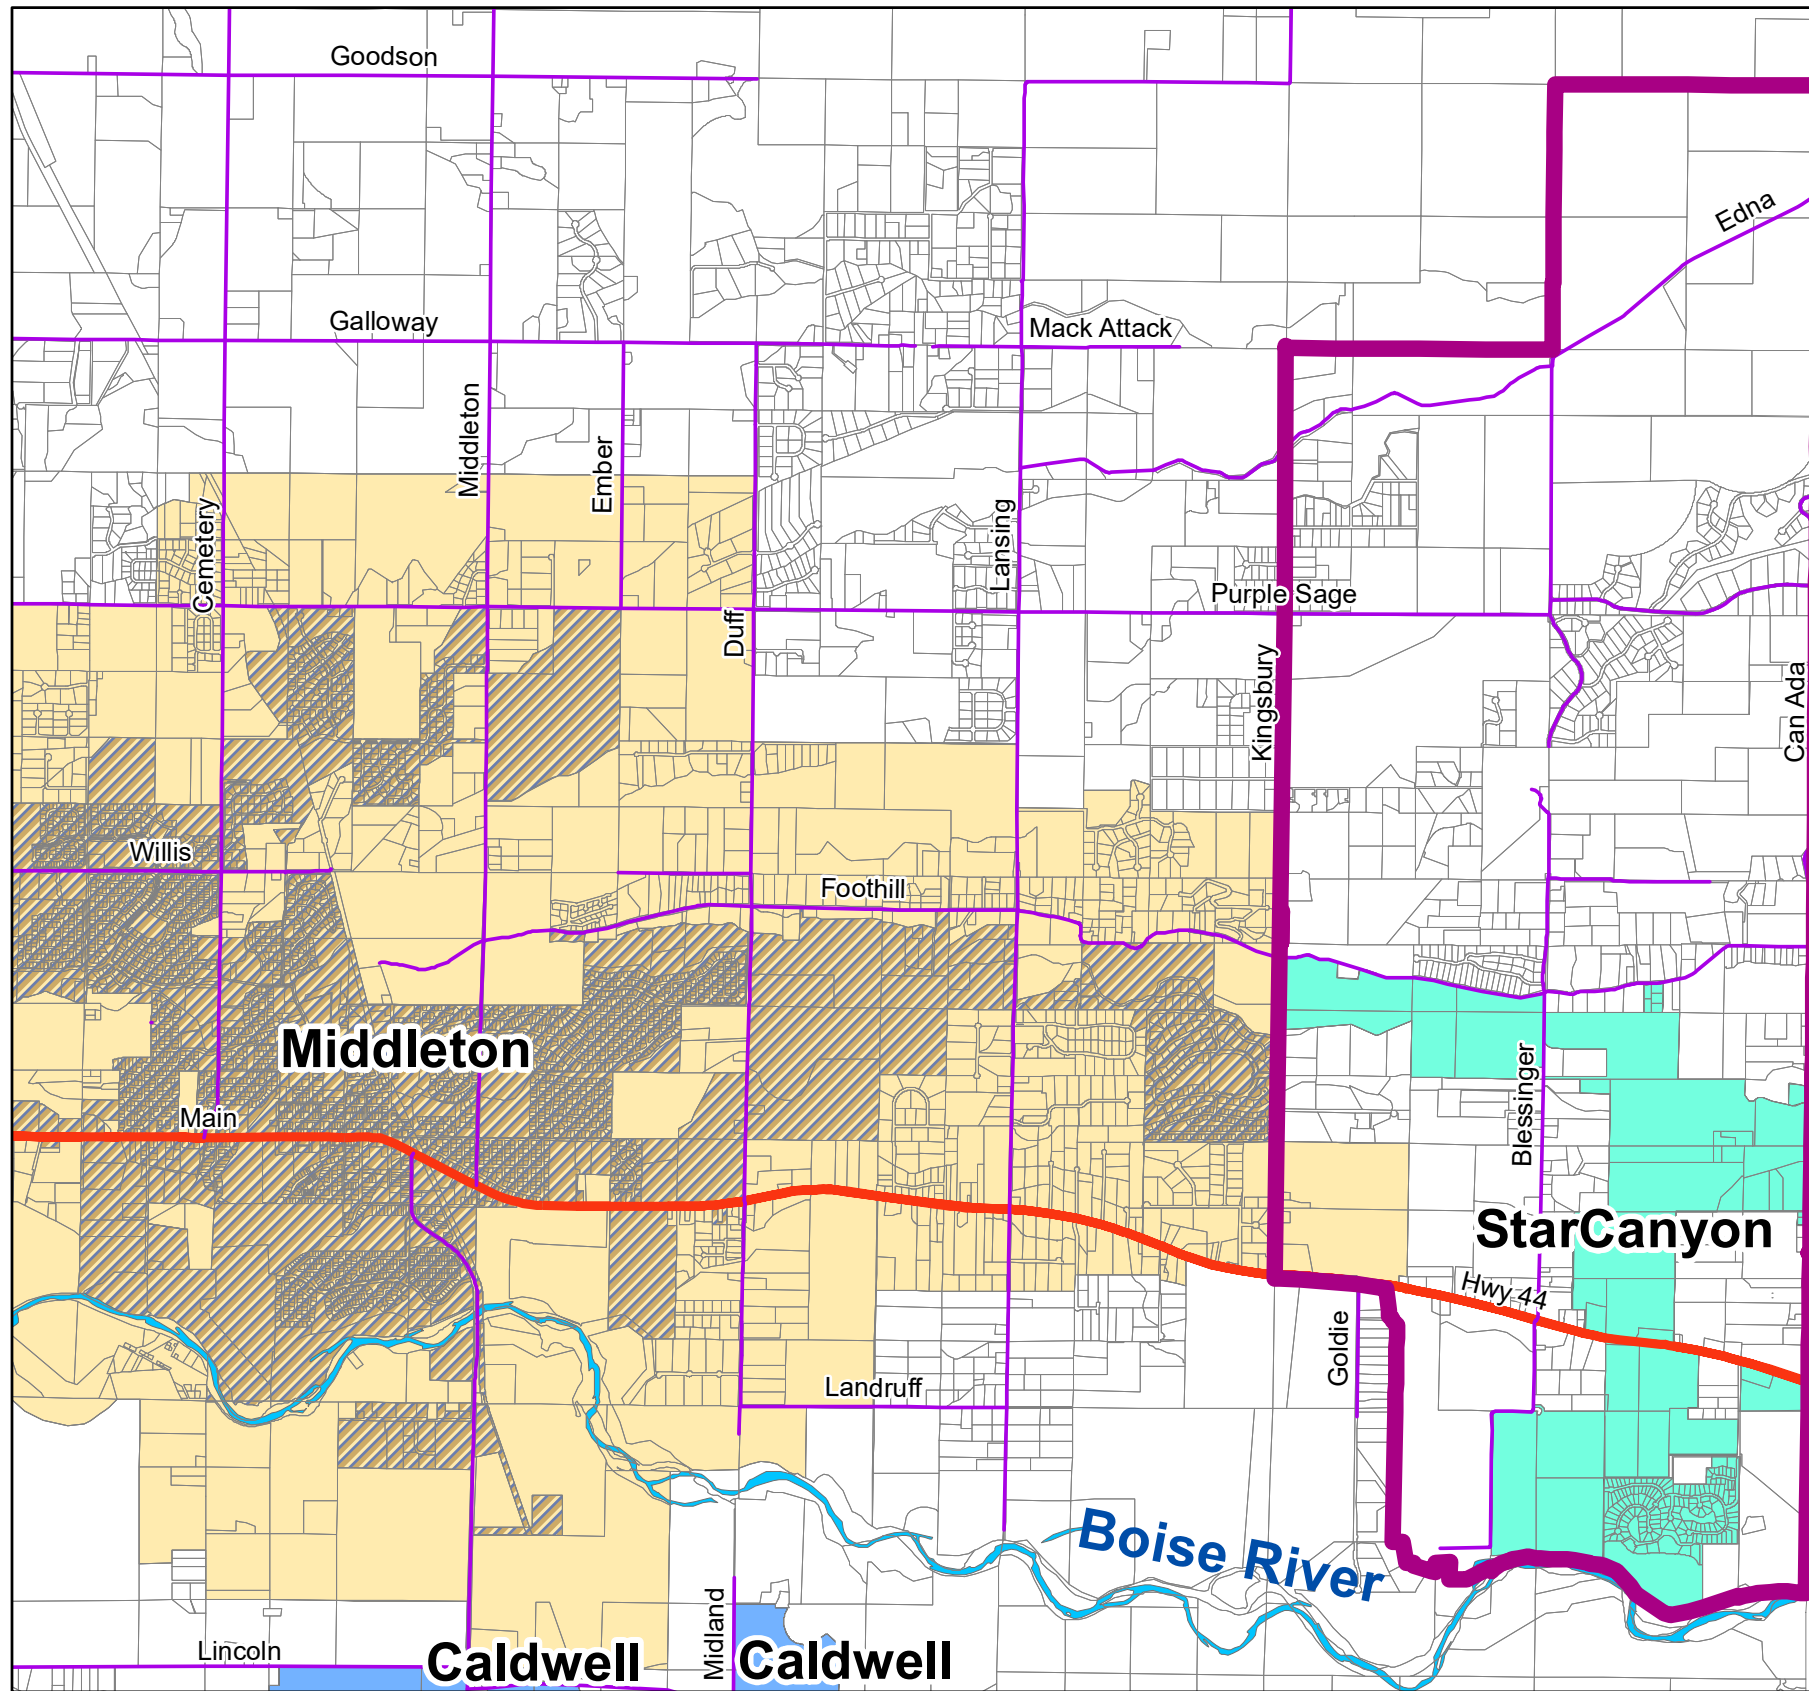 Goodson
Edna
Galloway
Mack Attack
Middleton
Ember
Cemetery
Lansing
Purple Sage
Duff
Kingsbury
Can Ada
Willis
Foothill
Middleton
Blessinger
Main
StarCanyon
Hwy 44
Goldie
Landruff
Boise River
Midland
Lincoln
Caldwell
Caldwell